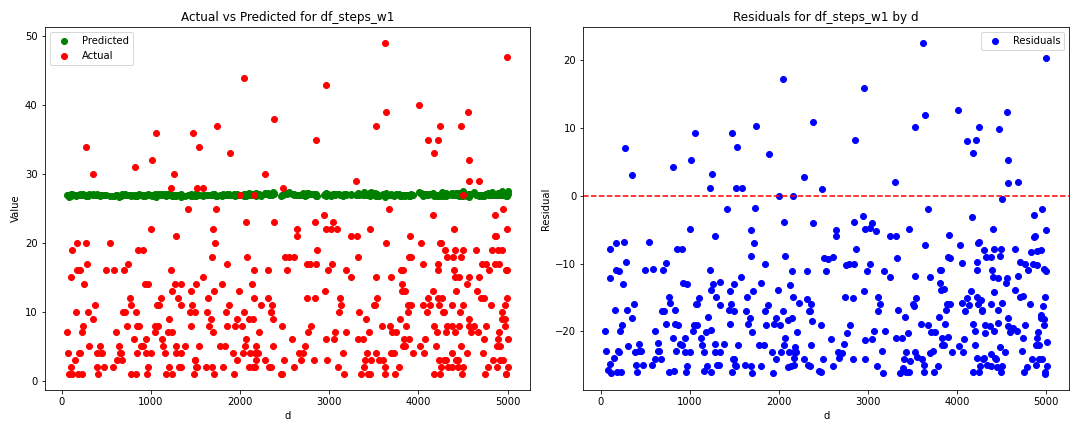 Actual vs Predicted for df_steps_w1
Predicted
Actual
50
40
30
20
10
0
Value
0 1000 2000 3000 4000 5000
d
Residuals for df_steps_w1 by d
Residuals
20
10
0
−10
−20
Residual
0 1000 2000 3000 4000 5000
d